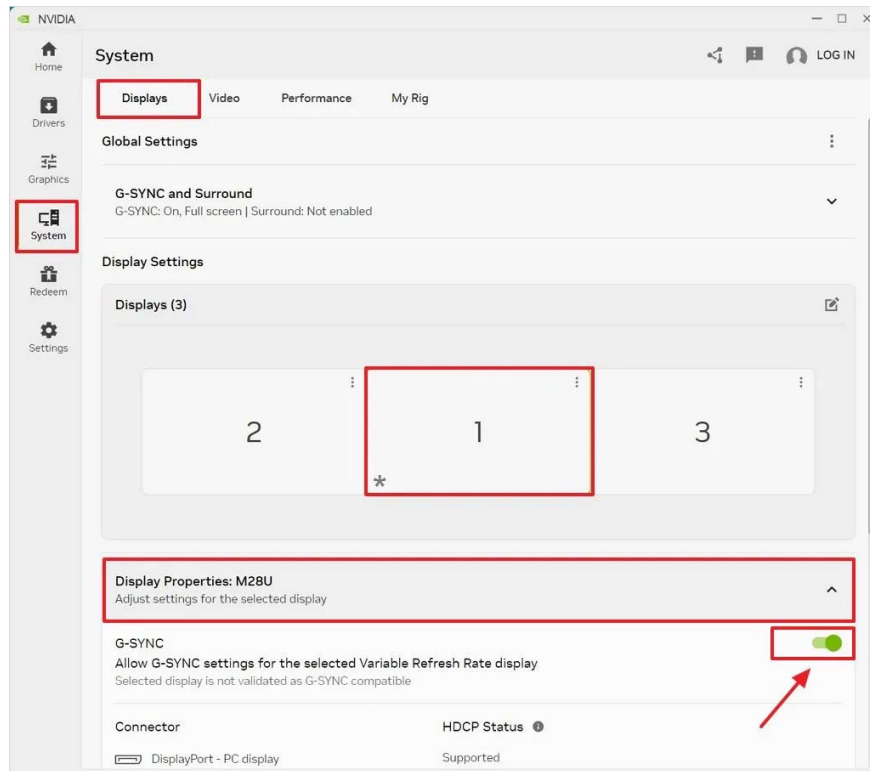 NVIDIA
Home
System
LOG IN
Drivers
Displays Video Performance My Rig
Global Settings
Graphics
G-SYNC and Surround
G-SYNC: On, Full screen | Surround: Not enabled
System
Display Settings
Redeem
Displays (3)
Settings
2 1 3
*
Display Properties: M28U
Adjust settings for the selected display
G-SYNC
Allow G-SYNC settings for the selected Variable Refresh Rate display
Selected display is not validated as G-SYNC compatible
Connector HDCP Status
DisplayPort - PC display Supported